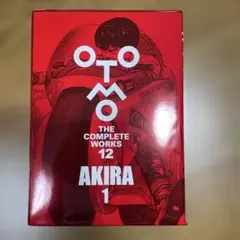 OTOMO
THE
COMPLETE
WORKS
12
AKIRA
1